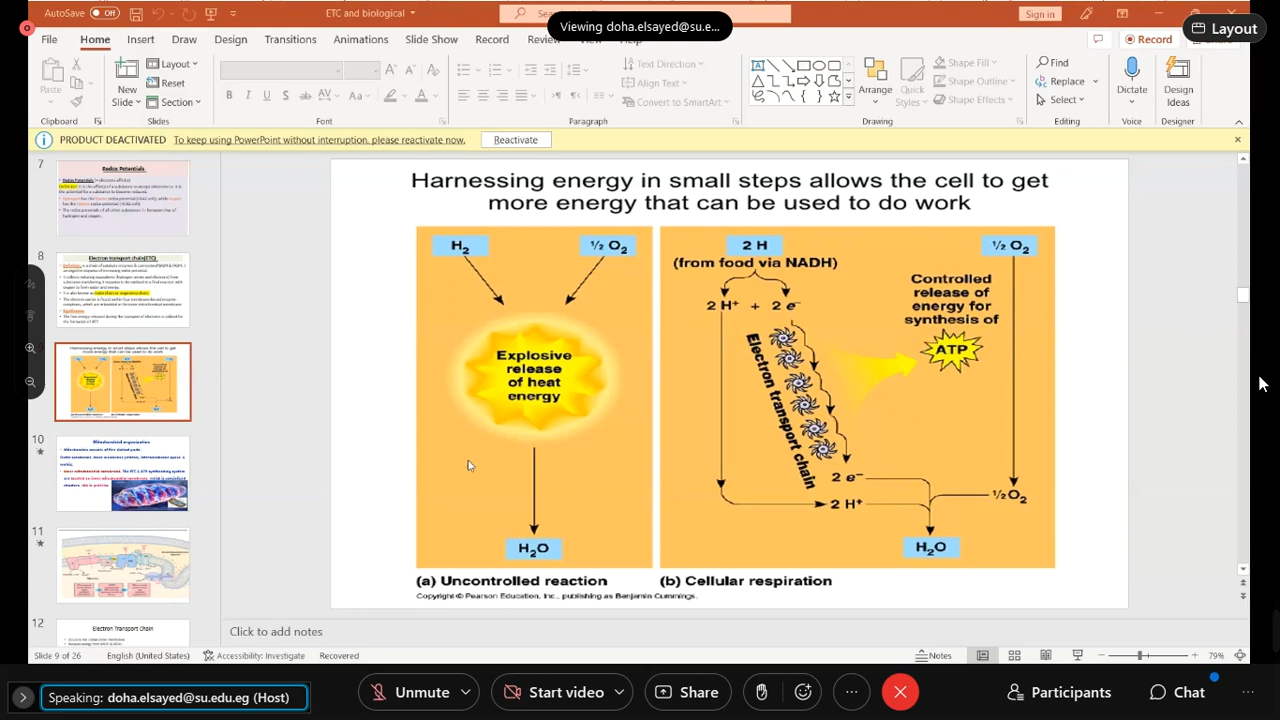 AutoSave
Off
ETC and biological
Search
Sign in
Viewing doha.elsayed@su.e...
Layout
File
Home
Insert
Draw
Design
Transitions
Animations
Slide Show
Record
Review
Help
Record
Paste
New
Slide
Layout
Reset
Section
Text Direction
Align Text
Convert to SmartArt
Arrange
Quick
Styles
Shape Fill
Shape Outline
Shape Effects
Find
Replace
Select
Dictate
Design
Ideas
Clipboard
Slides
Font
Paragraph
Drawing
Editing
Voice
Designer
PRODUCT DEACTIVATED To keep using PowerPoint without interruption, please reactivate now. Reactivate
7
Redox Potentials
8
Electron transport chain(ETC)
10
Mitochondrial organization
11
12
Electron Transport Chain
Harnessing energy in small steps allows the cell to get
more energy that can be used to do work
H₂
½ O₂
Explosive
release
of heat
energy
H₂O
(a) Uncontrolled reaction
2 H
(from food via NADH)
2 H⁺ + 2 e⁻
½ O₂
Controlled
release of
energy for
synthesis of
ATP
Electron transport chain
2 e⁻
2 H⁺
½ O₂
H₂O
(b) Cellular respiration
Copyright © Pearson Education, Inc., publishing as Benjamin Cummings.
Click to add notes
Slide 9 of 26
English (United States)
Accessibility: Investigate
Recovered
Notes
79%
Speaking: doha.elsayed@su.edu.eg (Host)
Unmute
Start video
Share
Participants
Chat